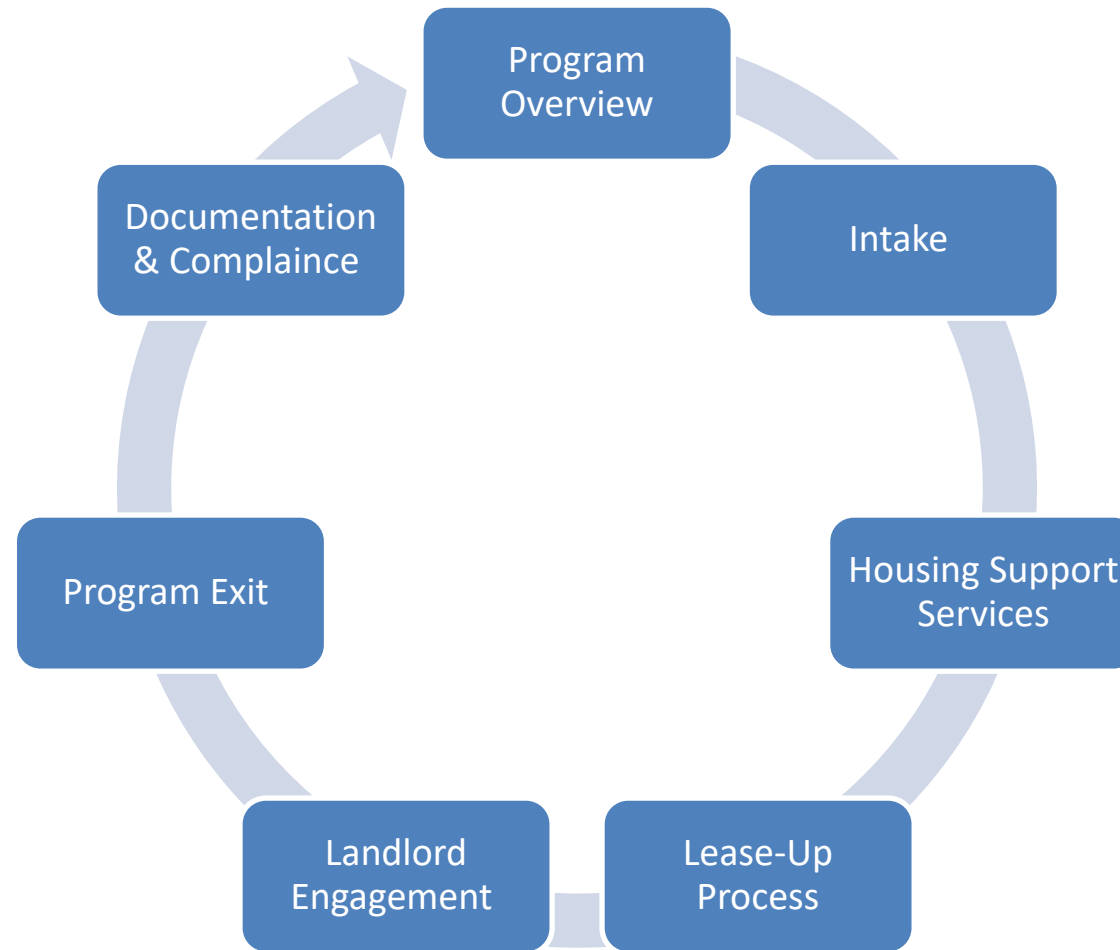 Program
Overview
Intake
Housing Support
Services
Lease-Up
Process
Landlord
Engagement
Program Exit
Documentation
& Complaince